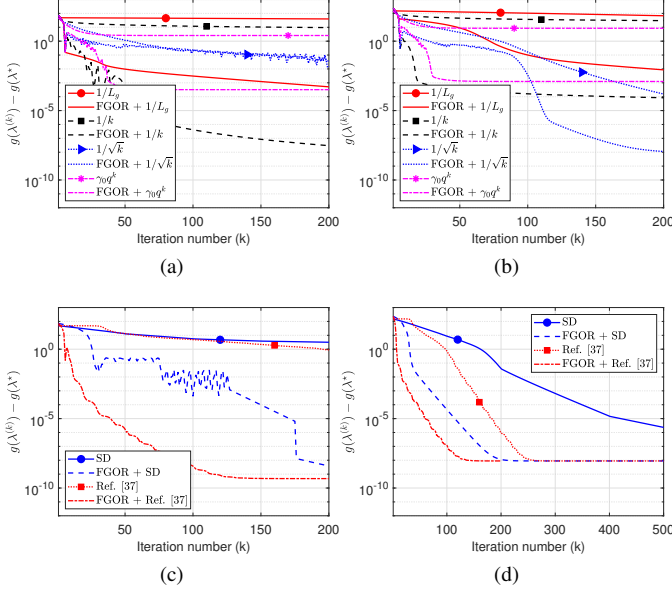 10^0
10^{-5}
10^{-10}
g(λ^{(k)}) − g(λ*)
1/L_g
FGOR + 1/L_g
1/k
FGOR + 1/k
1/√k
FGOR + 1/√k
γ_0q^k
FGOR + γ_0q^k
50 100 150 200
Iteration number (k)
(a)
10^0
10^{-5}
10^{-10}
g(λ^{(k)}) − g(λ*)
1/L_g
FGOR + 1/L_g
1/k
FGOR + 1/k
1/√k
FGOR + 1/√k
γ_0q^k
FGOR + γ_0q^k
50 100 150 200
Iteration number (k)
(b)
10^0
10^{-5}
10^{-10}
g(λ^{(k)}) − g(λ*)
SD
FGOR + SD
Ref. [37]
FGOR + Ref. [37]
50 100 150 200
Iteration number (k)
(c)
10^0
10^{-5}
10^{-10}
g(λ^{(k)}) − g(λ*)
SD
FGOR + SD
Ref. [37]
FGOR + Ref. [37]
100 200 300 400 500
Iteration number (k)
(d)